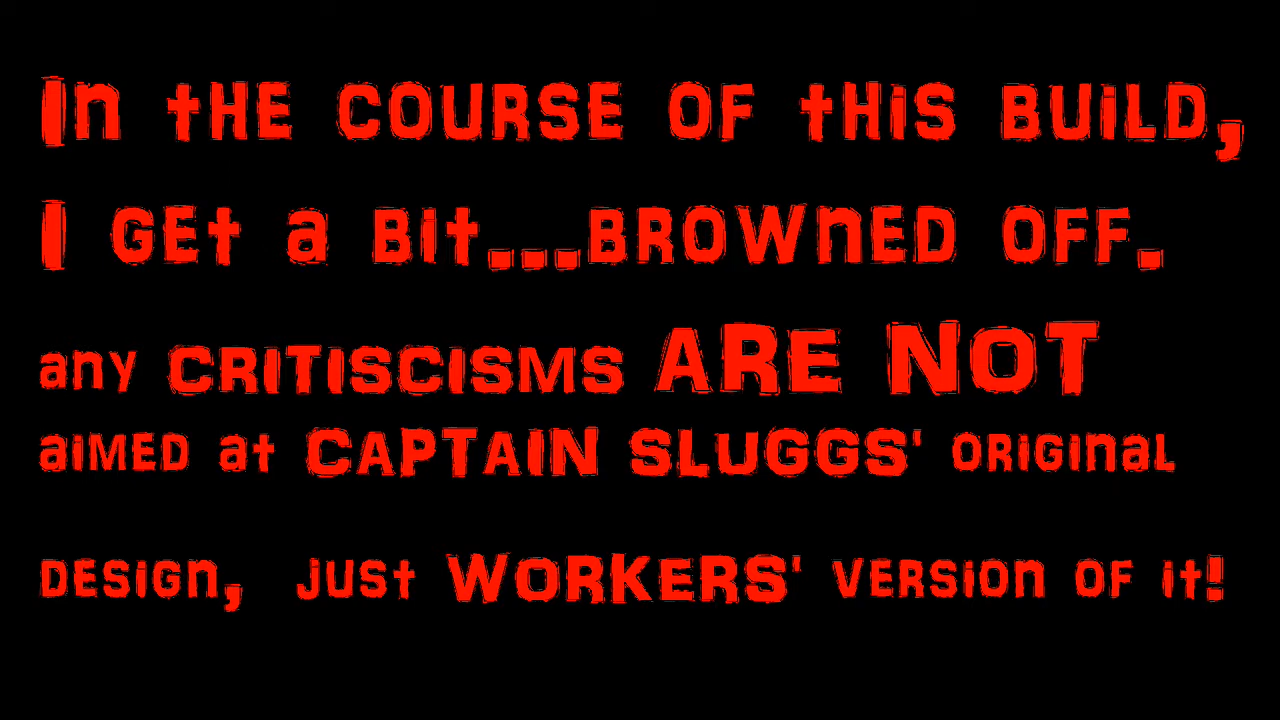 In tHE COURSE OF tHis BUiLD,
I GEt a Bit...BROWnED OFF.
any CRITISCISMS ARE NOT
aiMED at CAPTAIN SLUGGS' ORiGinaL
DESiGn, JUSt WORKERS' VERSiOn OF it!